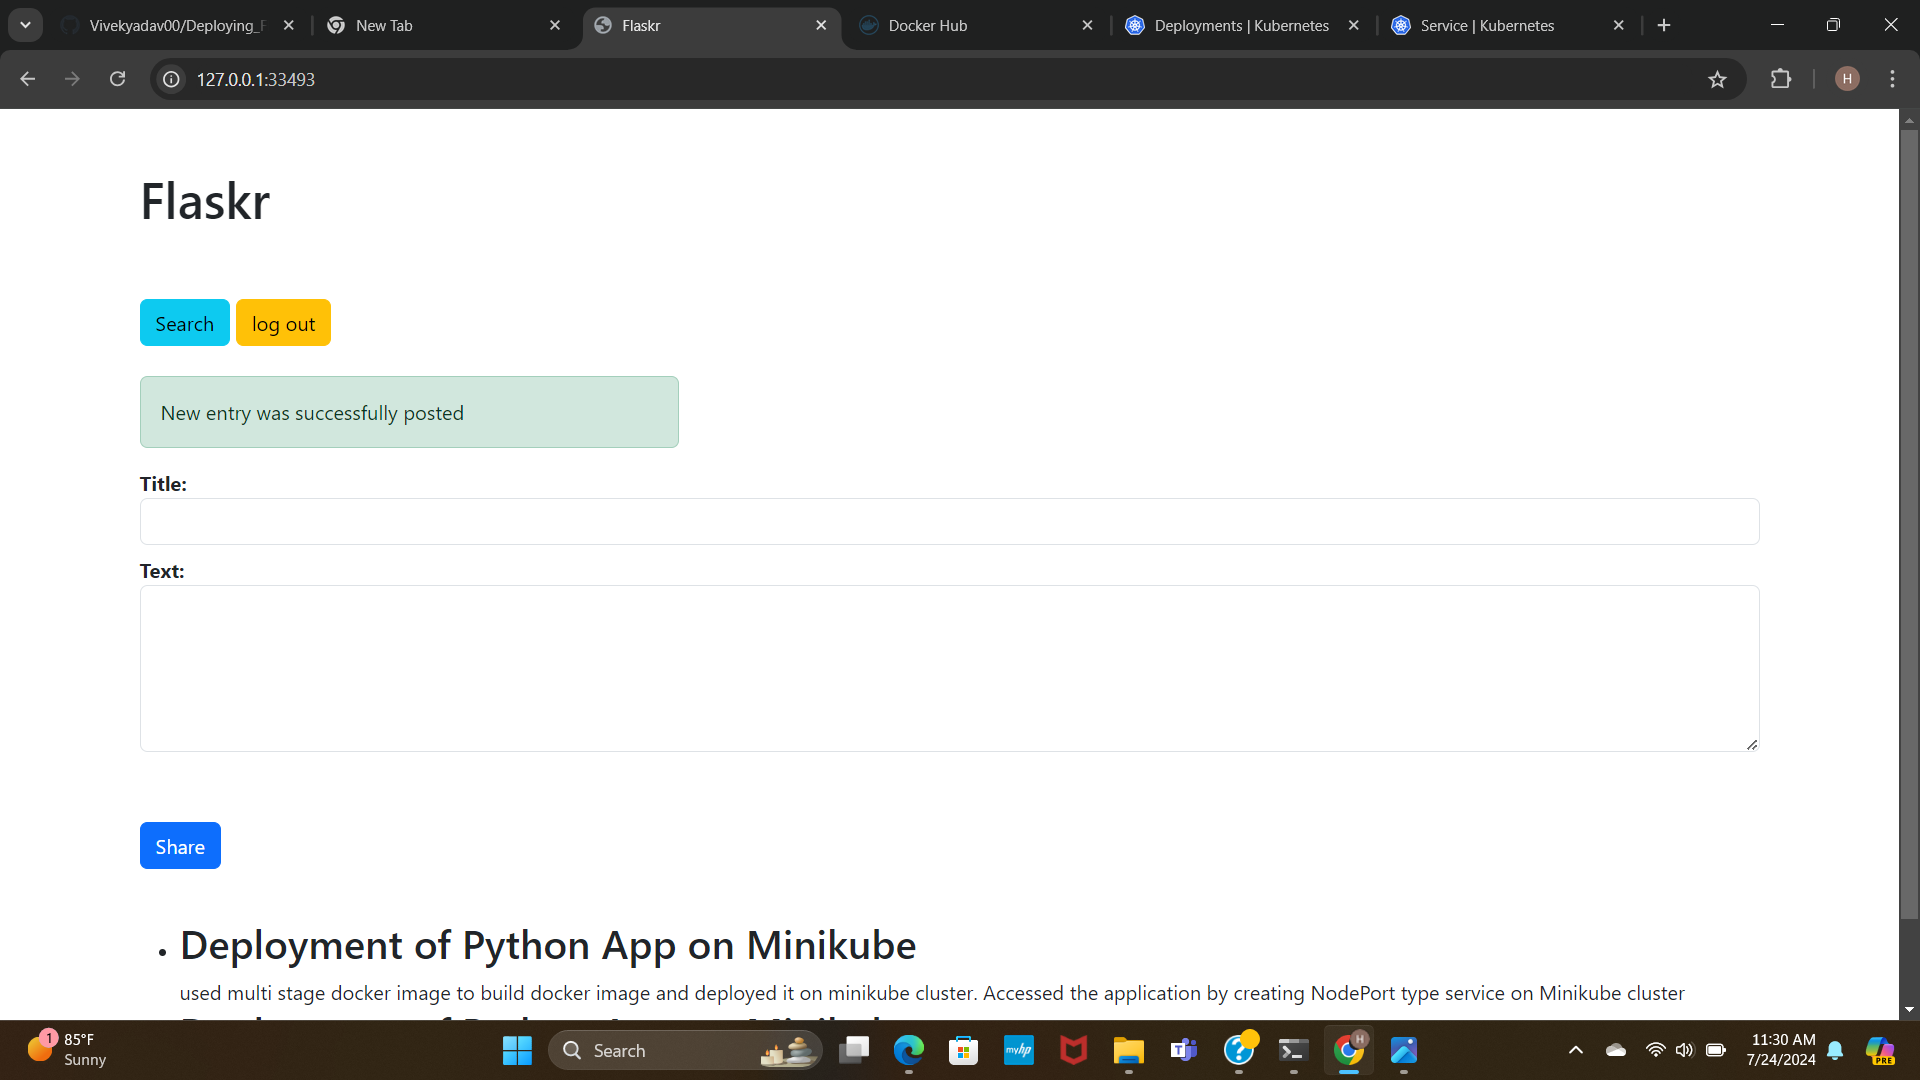 Vivekyadav00/Deploying_F
New Tab
Flaskr
Docker Hub
Deployments | Kubernetes
Service | Kubernetes
127.0.0.1:33493
H
Flaskr
Search
log out
New entry was successfully posted
Title:
Text:
Share
• Deployment of Python App on Minikube
used multi stage docker image to build docker image and deployed it on minikube cluster. Accessed the application by creating NodePort type service on Minikube cluster
1
85°F
Sunny
Search
myhp
H
11:30 AM
7/24/2024
PRE